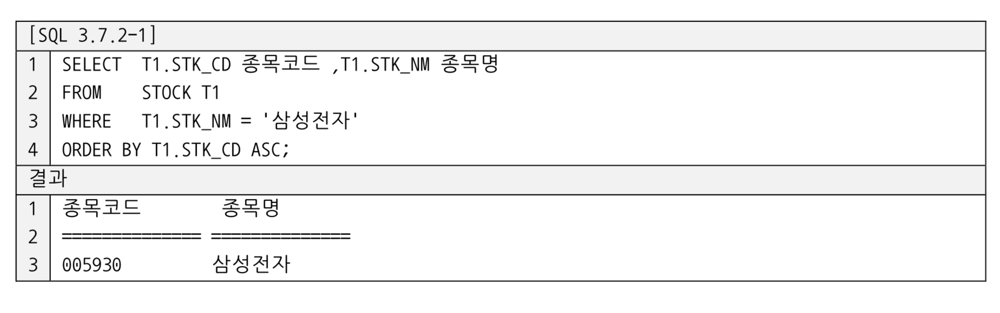 [SQL 3.7.2-1]
1 SELECT  T1.STK_CD 종목코드 ,T1.STK_NM 종목명
2 FROM    STOCK T1
3 WHERE   T1.STK_NM = '삼성전자'
4 ORDER BY T1.STK_CD ASC;
결과
1 종목코드        종목명
2 ============== ==============
3 005930         삼성전자